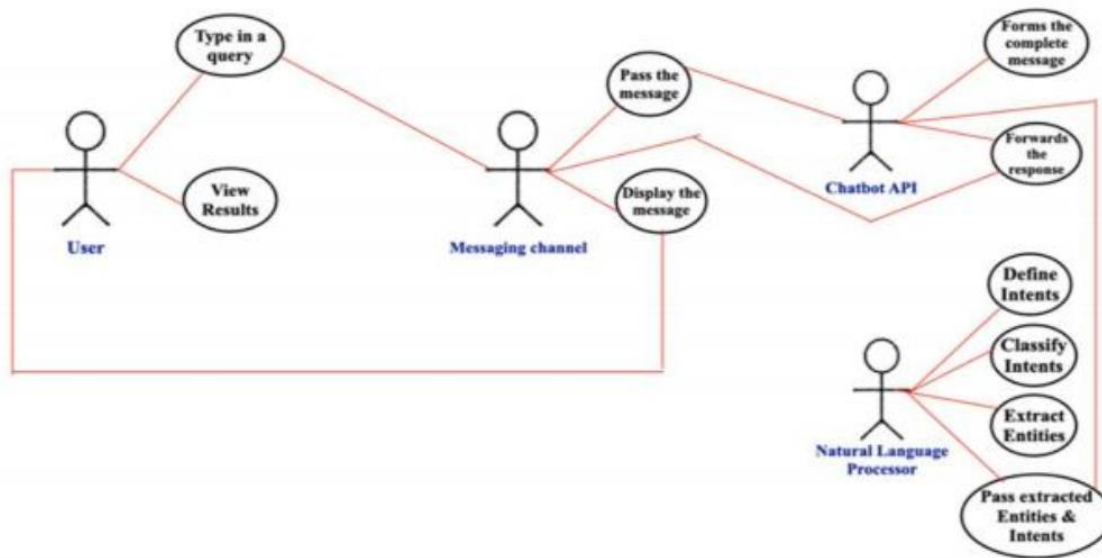 Type in a
query
View
Results
User
Pass the
message
Display the
message
Messaging channel
Forms the
complete
message
Forwards
the
response
Chatbot API
Define
Intents
Classify
Intents
Extract
Entities
Natural Language
Processor
Pass extracted
Entities &
Intents